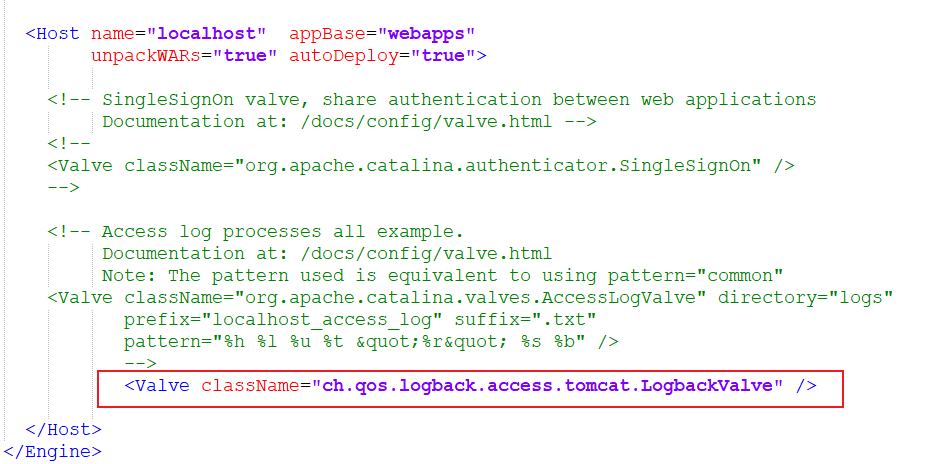 <Host name="localhost"  appBase="webapps"
unpackWARs="true" autoDeploy="true">
<!-- SingleSignOn valve, share authentication between web applications
Documentation at: /docs/config/valve.html -->
<!--
<Valve className="org.apache.catalina.authenticator.SingleSignOn" />
-->
<!-- Access log processes all example.
Documentation at: /docs/config/valve.html
Note: The pattern used is equivalent to using pattern="common"
<Valve className="org.apache.catalina.valves.AccessLogValve" directory="logs"
prefix="localhost_access_log" suffix=".txt"
pattern="%h %l %u %t &quot;%r&quot; %s %b" />
-->
<Valve className="ch.qos.logback.access.tomcat.LogbackValve" />
</Host>
</Engine>